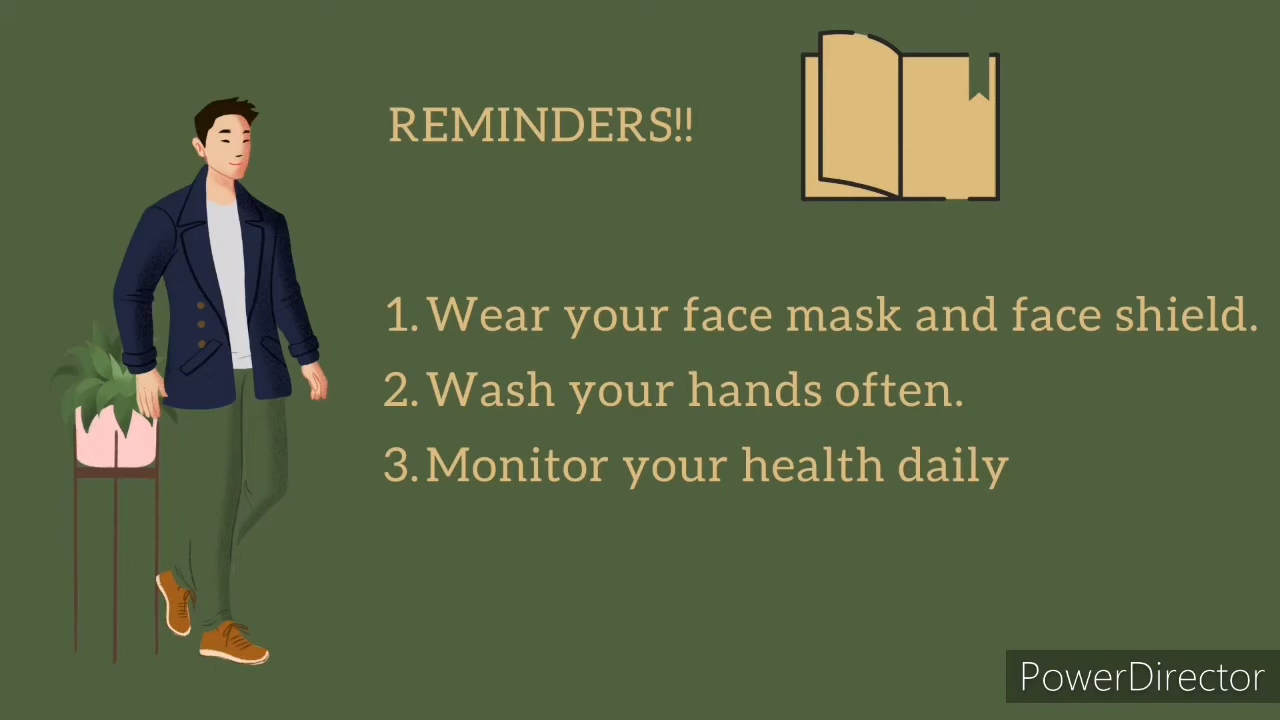 REMINDERS!!
1. Wear your face mask and face shield.
2. Wash your hands often.
3. Monitor your health daily
PowerDirector